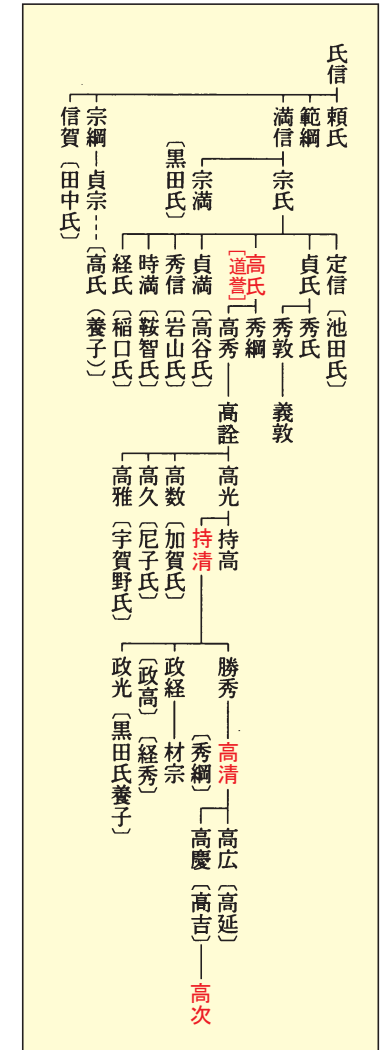 氏信
頼氏
範綱
満信
宗綱
貞宗
〔高氏(養子)〕
信賀〔田中氏〕
宗氏
宗満
〔黒田氏〕
定信〔池田氏〕
貞氏
秀氏
秀敦
義敦
高氏
〔道誉〕
秀綱
高秀
高詮
貞満〔高谷氏〕
秀信〔岩山氏〕
時満〔鞍智氏〕
経氏〔稲口氏〕
高光
持高
持清
高数〔加賀氏〕
高久〔尼子氏〕
高雅〔宇賀野氏〕
勝秀
高清
〔秀綱〕
高広〔高延〕
高慶〔高吉〕
高次
政経
材宗
〔政高〕〔経秀〕
政光〔黒田氏養子〕